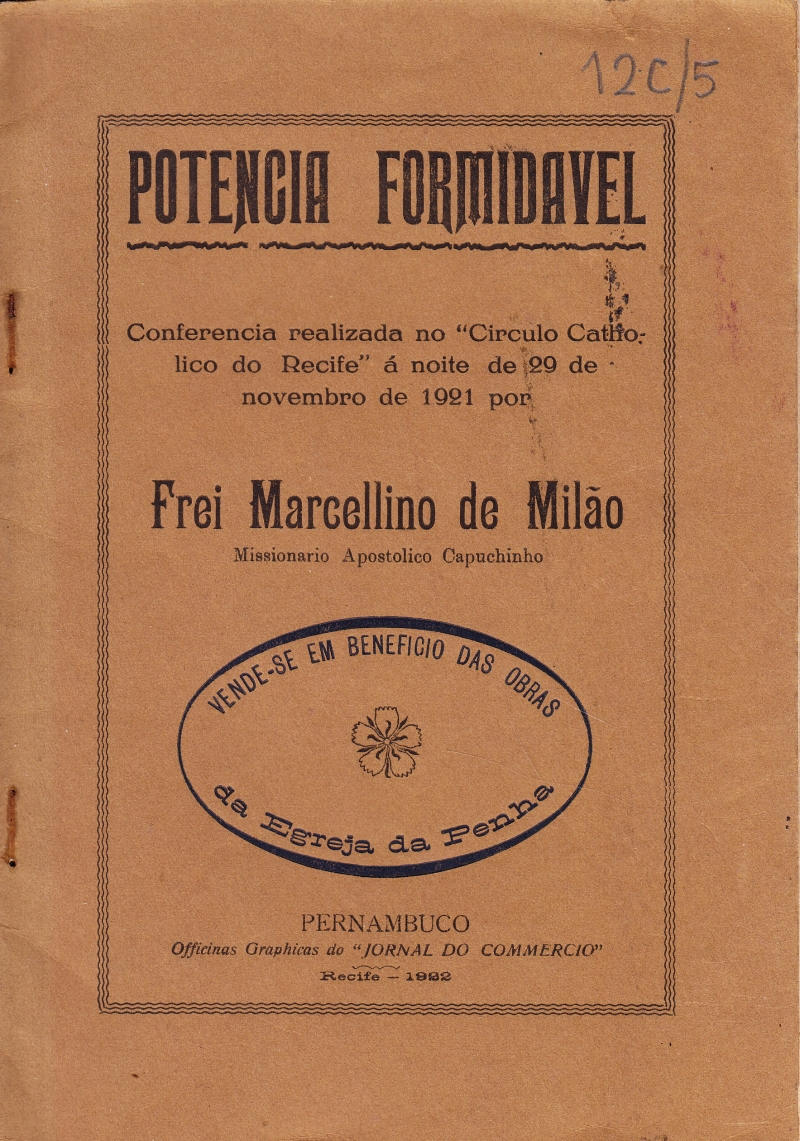 12C/5
POTENCIA FORMIDAVEL
Conferencia realizada no “Circulo Catho-
lico do Recife” á noite de 29 de
novembro de 1921 por
Frei Marcellino de Milão
Missionario Apostolico Capuchinho
VENDE-SE EM BENEFICIO DAS OBRAS
da Egreja da Penha
PERNAMBUCO
Officinas Graphicas do “JORNAL DO COMMERCIO”
Recife — 1922